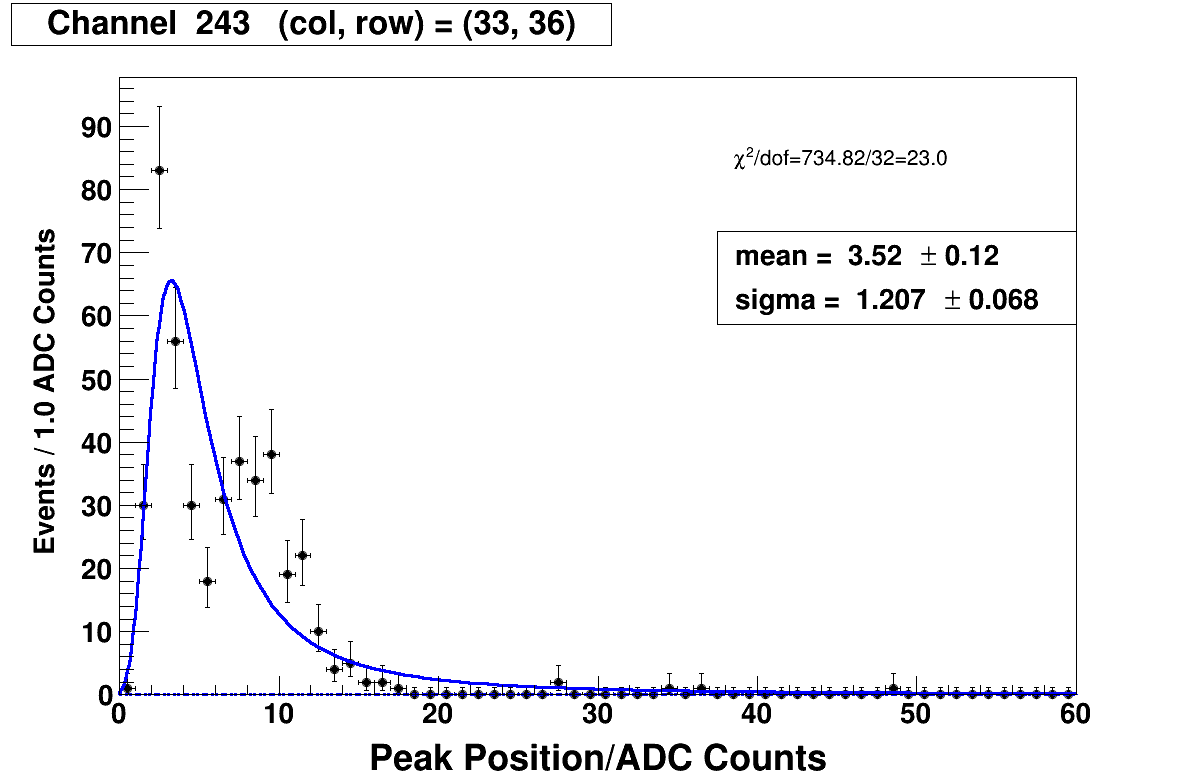 Channel 243 (col, row) = (33, 36)
χ²/dof=734.82/32=23.0
mean = 3.52 ± 0.12
sigma = 1.207 ± 0.068
Events / 1.0 ADC Counts
90
80
70
60
50
40
30
20
10
0
0 10 20 30 40 50 60
Peak Position/ADC Counts